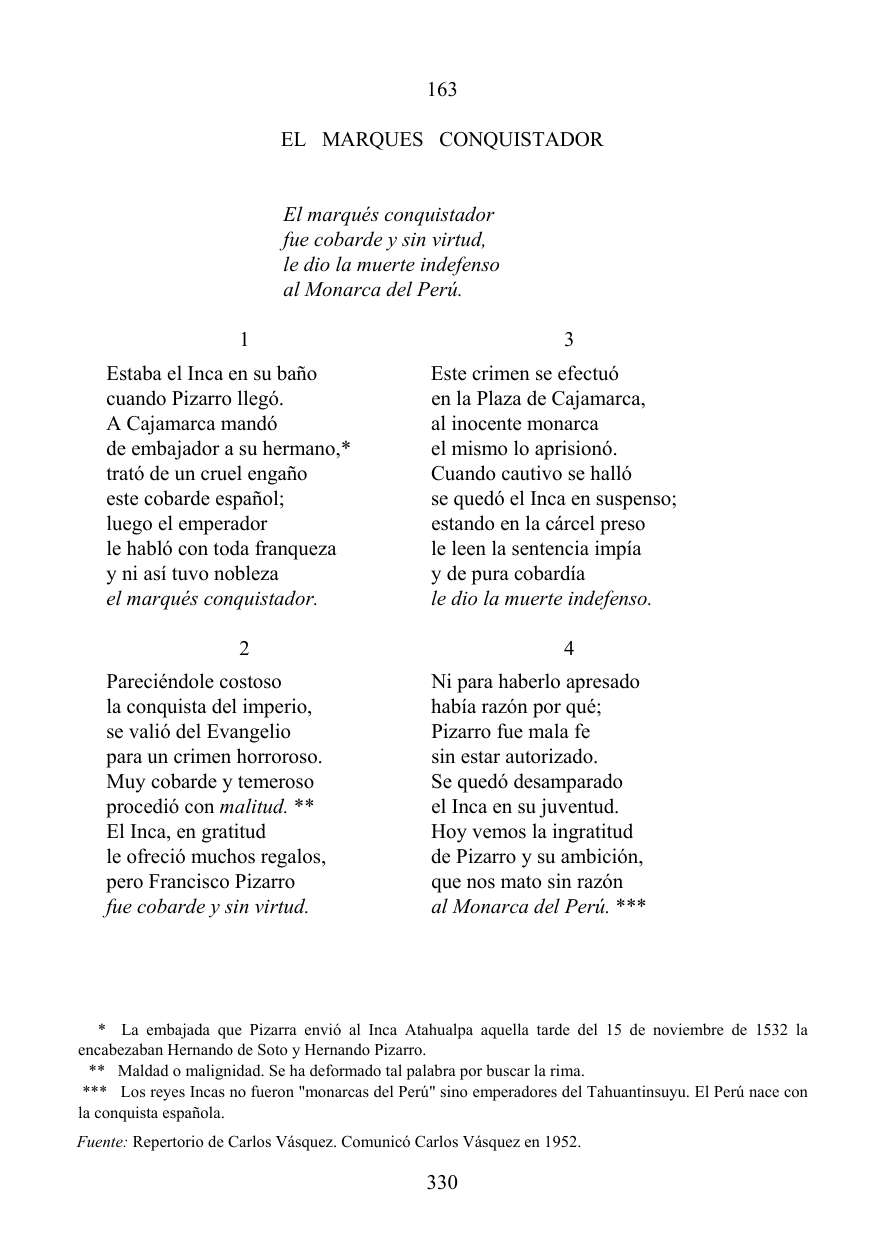 163
EL MARQUES CONQUISTADOR
El marqués conquistador
fue cobarde y sin virtud,
le dio la muerte indefenso
al Monarca del Perú.
1
Estaba el Inca en su baño
cuando Pizarro llegó.
A Cajamarca mandó
de embajador a su hermano,*
trató de un cruel engaño
este cobarde español;
luego el emperador
le habló con toda franqueza
y ni así tuvo nobleza
el marqués conquistador.
2
Pareciéndole costoso
la conquista del imperio,
se valió del Evangelio
para un crimen horroroso.
Muy cobarde y temeroso
procedió con malitud. **
El Inca, en gratitud
le ofreció muchos regalos,
pero Francisco Pizarro
fue cobarde y sin virtud.
3
Este crimen se efectuó
en la Plaza de Cajamarca,
al inocente monarca
el mismo lo aprisionó.
Cuando cautivo se halló
se quedó el Inca en suspenso;
estando en la cárcel preso
le leen la sentencia impía
y de pura cobardía
le dio la muerte indefenso.
4
Ni para haberlo apresado
había razón por qué;
Pizarro fue mala fe
sin estar autorizado.
Se quedó desamparado
el Inca en su juventud.
Hoy vemos la ingratitud
de Pizarro y su ambición,
que nos mato sin razón
al Monarca del Perú. ***
* La embajada que Pizarra envió al Inca Atahualpa aquella tarde del 15 de noviembre de 1532 la
encabezaban Hernando de Soto y Hernando Pizarro.
** Maldad o malignidad. Se ha deformado tal palabra por buscar la rima.
*** Los reyes Incas no fueron "monarcas del Perú" sino emperadores del Tahuantinsuyu. El Perú nace con
la conquista española.
Fuente: Repertorio de Carlos Vásquez. Comunicó Carlos Vásquez en 1952.
330